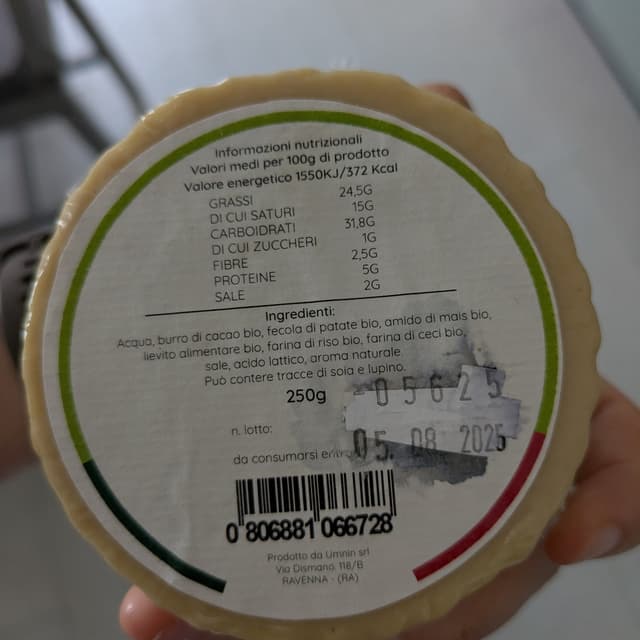 Informazioni nutrizionali
Valori medi per 100g di prodotto
Valore energetico 1550KJ/372 Kcal
GRASSI 24,5G
DI CUI SATURI 15G
CARBOIDRATI 31,8G
DI CUI ZUCCHERI 1G
FIBRE 2,5G
PROTEINE 5G
SALE 2G
Ingredienti:
Acqua, burro di cacao bio, fecola di patate bio, amido di mais bio,
lievito alimentare bio, farina di riso bio, farina di ceci bio,
sale, acido lattico, aroma naturale.
Può contere tracce di soia e lupino.
250g
n. lotto:
05623
da consumarsi entro
05. 08 2025
0 806881 066728
Prodotto da Umnin srl
Via Dismano, 118/B
RAVENNA - (RA)